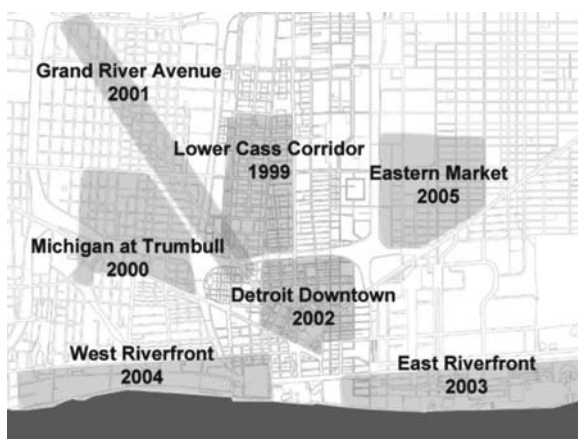 Grand River Avenue
2001
Lower Cass Corridor
1999
Eastern Market
2005
Michigan at Trumbull
2000
Detroit Downtown
2002
West Riverfront
2004
East Riverfront
2003